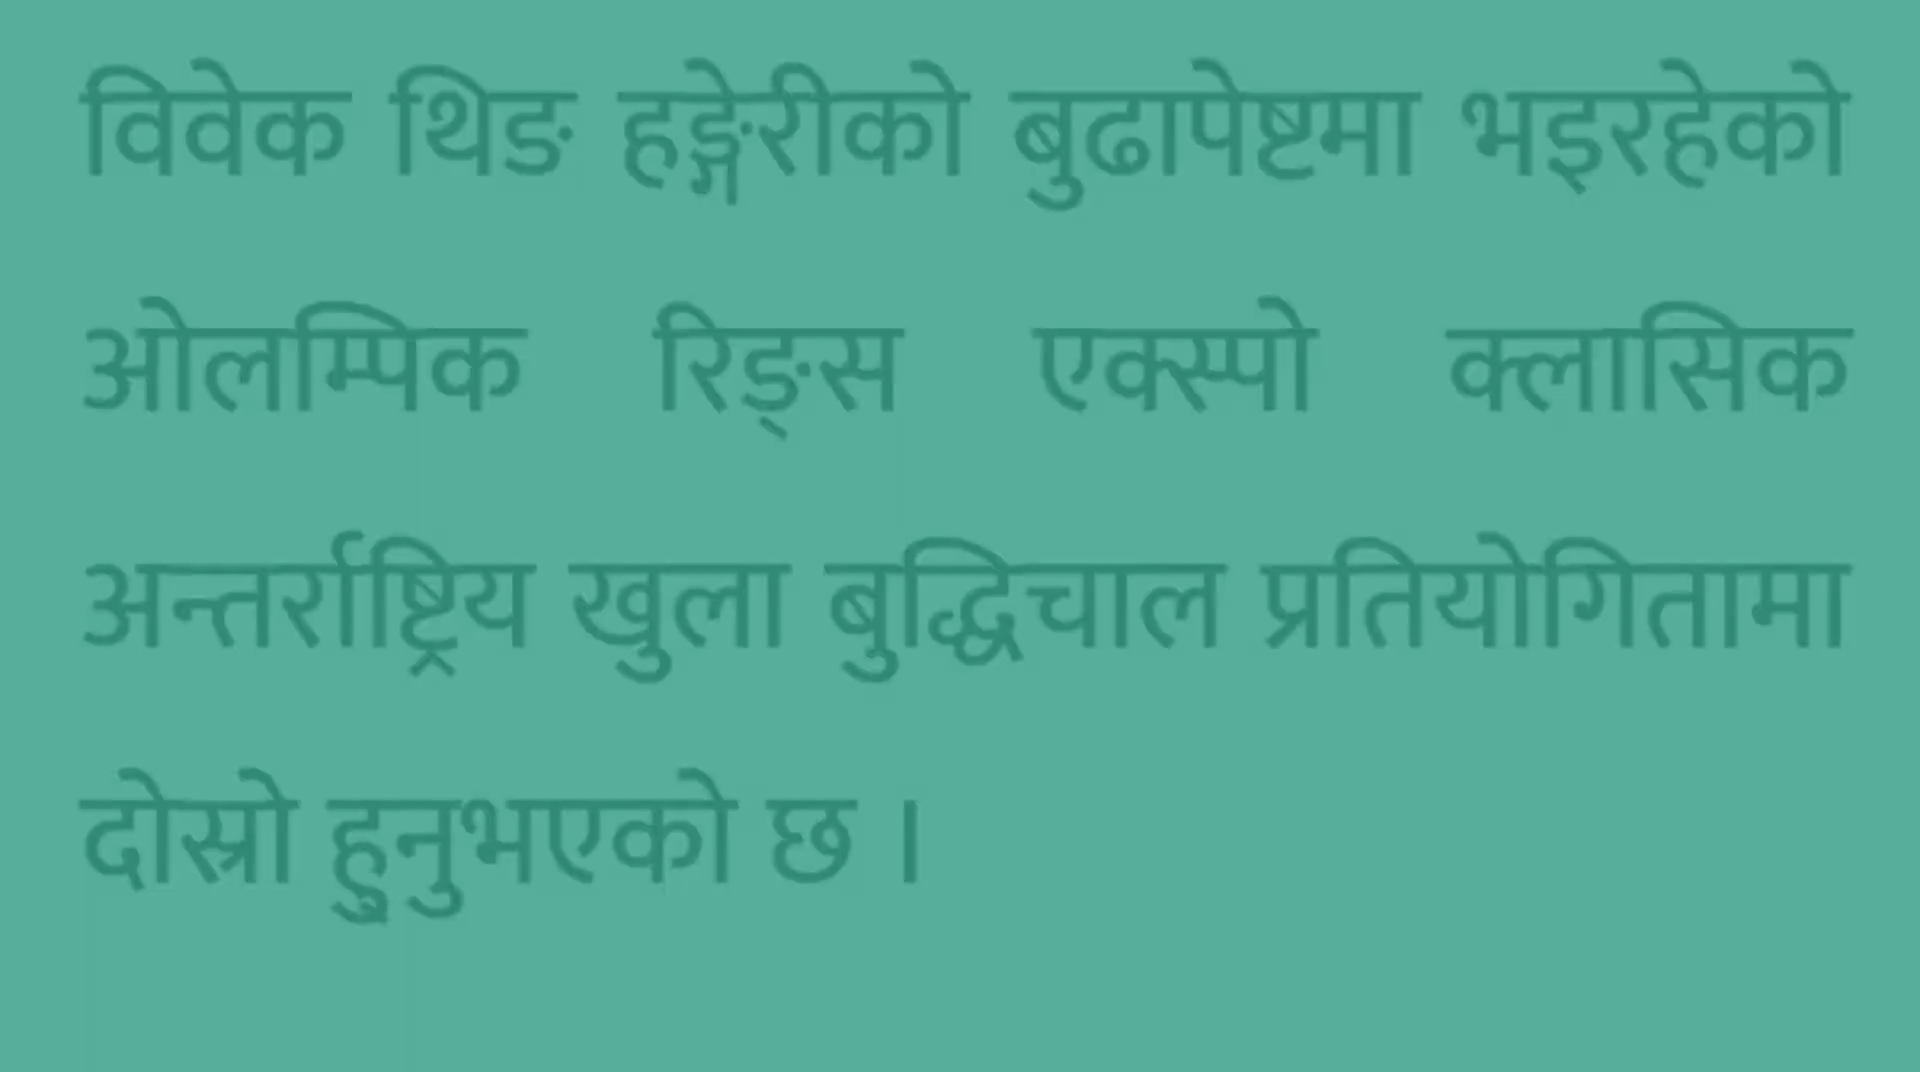 विवेक थिङ हङ्गेरीको बुढापेष्टमा भइरहेको
ओलम्पिक रिङ्स एक्स्पो क्लासिक
अन्तर्राष्ट्रिय खुला बुद्धिचाल प्रतियोगितामा
दोस्रो हुनुभएको छ ।